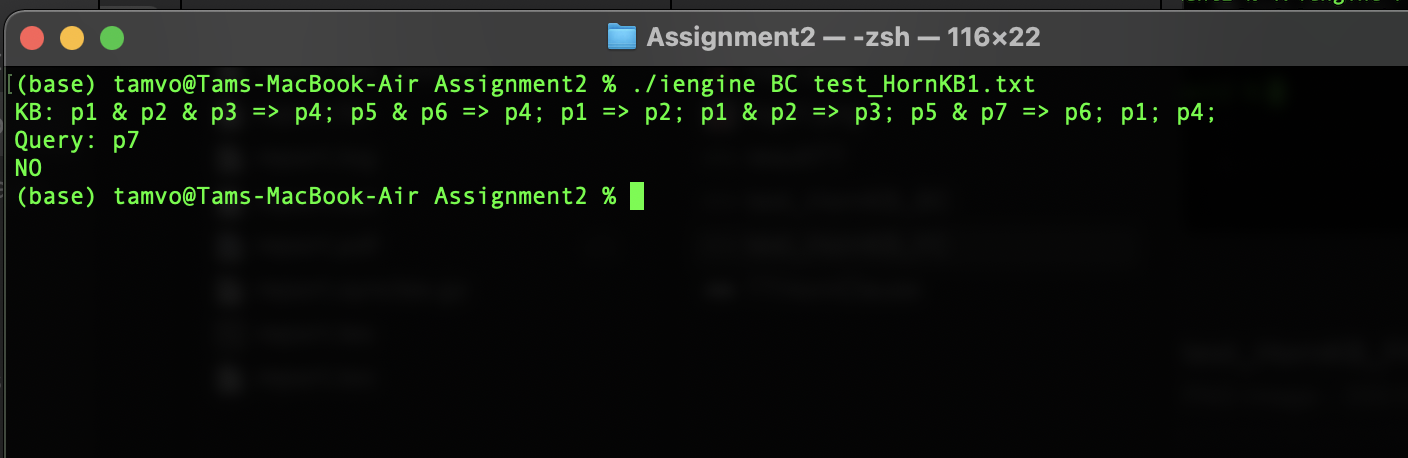 Assignment2 — -zsh — 116×22
(base) tamvo@Tams-MacBook-Air Assignment2 % ./iengine BC test_HornKB1.txt
KB: p1 & p2 & p3 => p4; p5 & p6 => p4; p1 => p2; p1 & p2 => p3; p5 & p7 => p6; p1; p4;
Query: p7
NO
(base) tamvo@Tams-MacBook-Air Assignment2 %